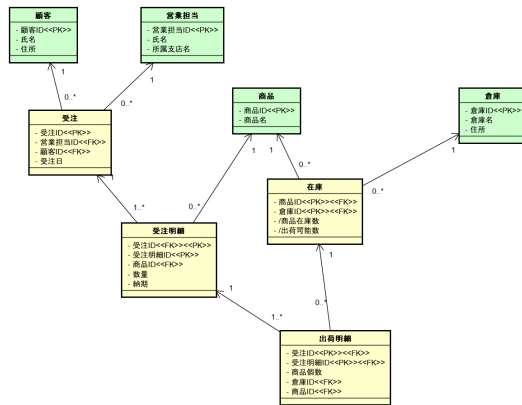 顧客
- 顧客ID<<PK>>
- 氏名
- 住所
営業担当
- 営業担当ID<<PK>>
- 氏名
- 所属支店名
1
1
0..*
0..*
受注
- 受注ID<<PK>>
- 営業担当ID<<FK>>
- 顧客ID<<FK>>
- 受注日
商品
- 商品ID<<PK>>
- 商品名
倉庫
- 倉庫ID<<PK>>
- 倉庫名
- 住所
1
1
1
0..*
0..*
1
1..*
0..*
在庫
- 商品ID<<PK>><<FK>>
- 倉庫ID<<PK>><<FK>>
- /商品在庫数
- /出荷可能数
受注明細
- 受注ID<<FK>><<PK>>
- 受注明細ID<<PK>>
- 商品ID<<FK>>
- 数量
- 納期
1
1
1..*
0..*
出荷明細
- 受注ID<<PK>><<FK>>
- 受注明細ID<<PK>><<FK>>
- 商品個数
- 倉庫ID<<FK>>
- 商品ID<<FK>>